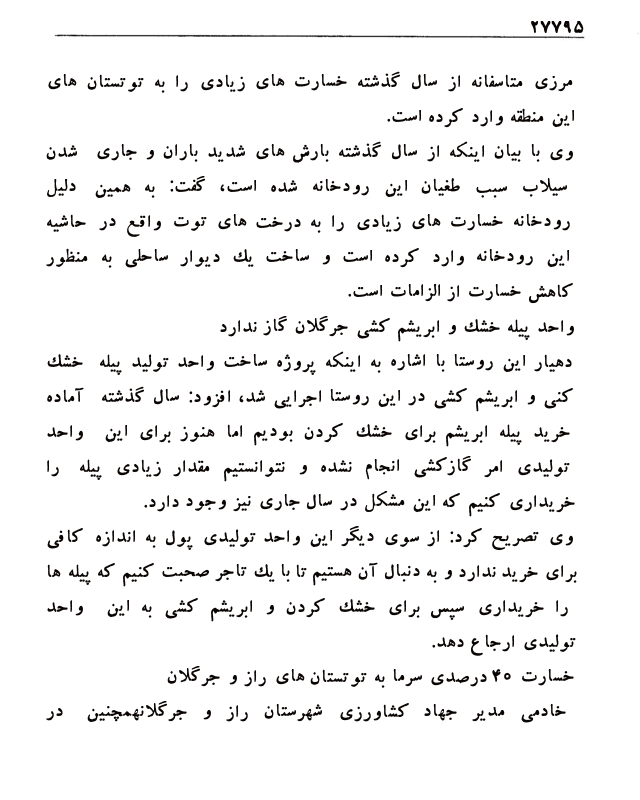 ۲۷۷۹۵
مرزی متاسفانه از سال گذشته خسارت های زیادی را به توتستان های
این منطقه وارد کرده است.
وی با بیان اینکه از سال گذشته بارش های شدید باران و جاری شدن
سیلاب سبب طغیان این رودخانه شده است، گفت: به همین دلیل
رودخانه خسارت های زیادی را به درخت های توت واقع در حاشیه
این رودخانه وارد کرده است و ساخت یك دیوار ساحلی به منظور
کاهش خسارت از الزامات است.
واحد پیله خشك و ابریشم کشی جرگلان گاز ندارد
دهیار این روستا با اشاره به اینکه پروژه ساخت واحد تولید پیله خشك
کنی و ابریشم کشی در این روستا اجرایی شد، افزود: سال گذشته آماده
خرید پیله ابریشم برای خشك کردن بودیم اما هنوز برای این واحد
تولیدی امر گازکشی انجام نشده و نتوانستیم مقدار زیادی پیله را
خریداری کنیم که این مشکل در سال جاری نیز وجود دارد.
وی تصریح کرد: از سوی دیگر این واحد تولیدی پول به اندازه کافی
برای خرید ندارد و به دنبال آن هستیم تا با یك تاجر صحبت کنیم که پیله ها
را خریداری سپس برای خشك کردن و ابریشم کشی به این واحد
تولیدی ارجاع دهد.
خسارت ۴۰ درصدی سرما به توتستان های راز و جرگلان
خادمی مدیر جهاد کشاورزی شهرستان راز و جرگلانهمچنین در